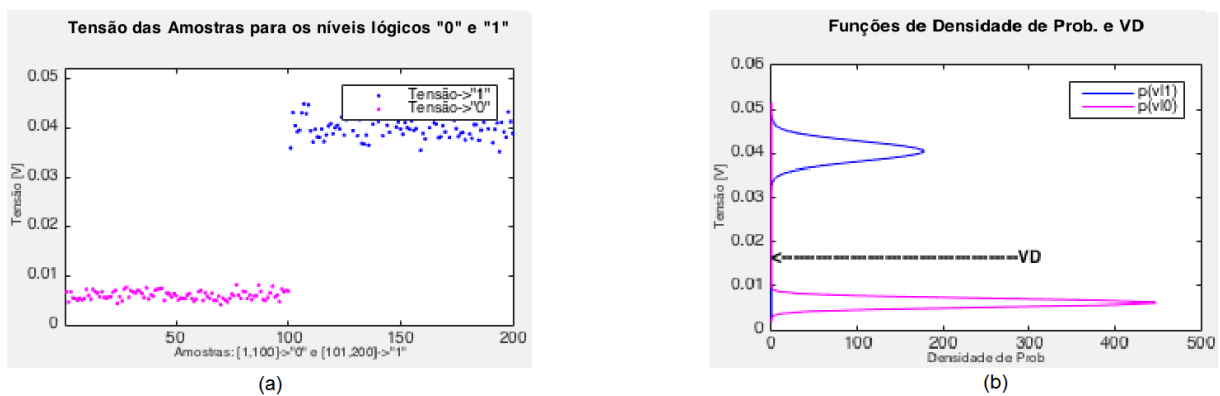 Tensão das Amostras para os níveis lógicos "0" e "1"
0.05
0.04
0.03
0.02
0.01
0
Tensão [V]
Tensão->"1"
Tensão->"0"
50
100
150
200
Amostras: [1,100]->"0" e [101,200]->"1"
(a)
Funções de Densidade de Prob. e VD
0.06
0.05
0.04
0.03
0.02
0.01
0
Tensão [V]
p(vl1)
p(vl0)
VD
0
100
200
300
400
500
Densidade de Prob
(b)